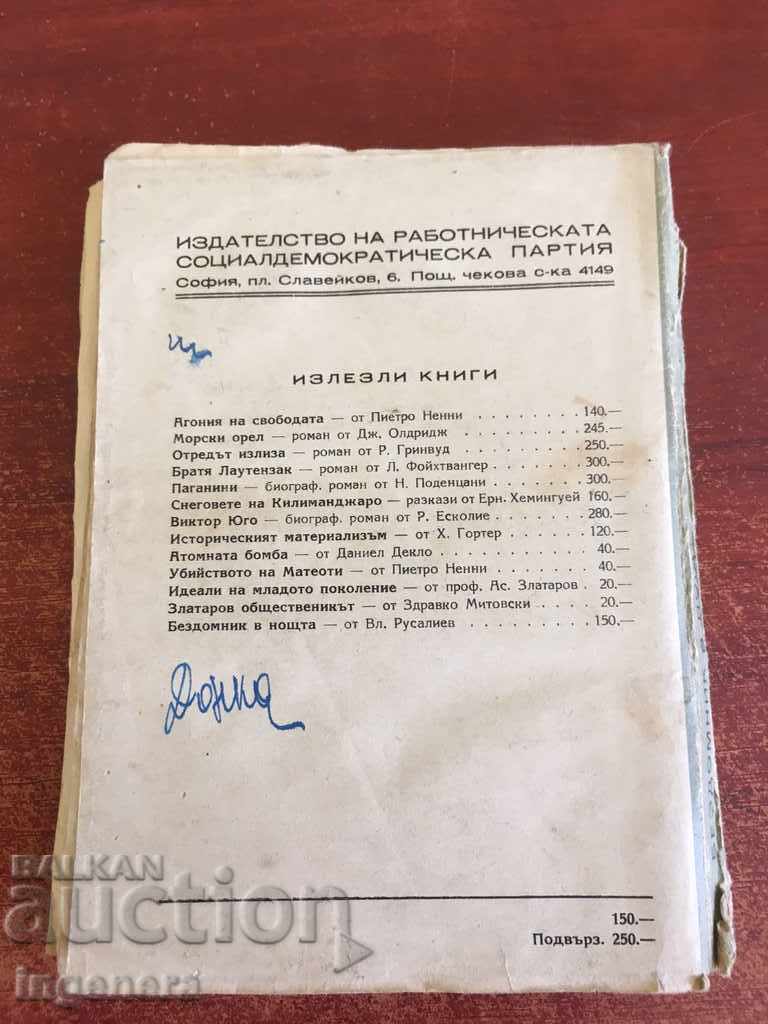 ИЗДАТЕЛСТВО НА РАБОТНИЧЕСКАТА
СОЦИАЛДЕМОКРАТИЧЕСКА ПАРТИЯ
София, пл. Славейков, 6. Пощ. чекова с-ка 4149
ИЗЛЕЗЛИ КНИГИ
Агония на свободата — от Пиетро Ненни . . . . . . . . 140.—
Морски орел — роман от Дж. Олдридж . . . . . . . . . 245.—
Отредът излиза — роман от Р. Гринвуд . . . . . . . . . 250.—
Братя Лаутензак — роман от Л. Фойхтвангер . . . . . . 300.—
Паганини — биограф. роман от Н. Поденцани . . . . . . 300.—
Снеговете на Килиманджаро — разкази от Ерн. Хемингуей 160.—
Виктор Юго — биограф. роман от Р. Есколие . . . . . . . 280.—
Историческият материализъм — от Х. Гортер . . . . . . 120.—
Атомната бомба — от Даниел Декло . . . . . . . . . . 40.—
Убийството на Матеоти — от Пиетро Ненни . . . . . . . 40.—
Идеали на младото поколение — от проф. Ас. Златаров . 20.—
Златаров общественикът — от Здравко Митовски . . . . 20.—
Бездомник в нощта — от Вл. Русалиев . . . . . . . . . 150.—
Донка
150.—
Подвърз. 250.—
BALKAN
auction
ingenera